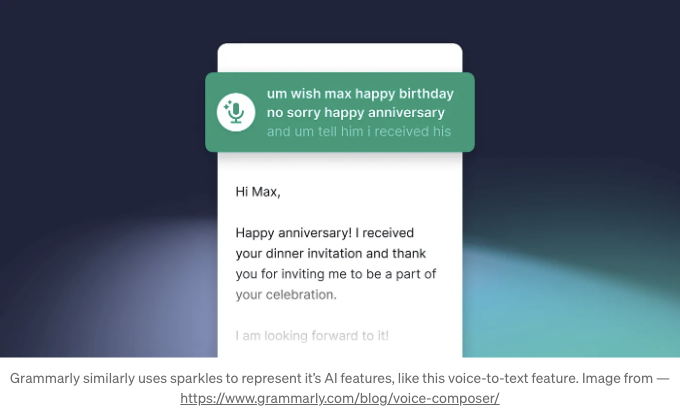 um wish max happy birthday
no sorry happy anniversary
and um tell him i received his
Hi Max,
Happy anniversary! I received
your dinner invitation and thank
you for inviting me to be a part of
your celebration.
I am looking forward to it!
Grammarly similarly uses sparkles to represent it's AI features, like this voice-to-text feature. Image from —
https://www.grammarly.com/blog/voice-composer/